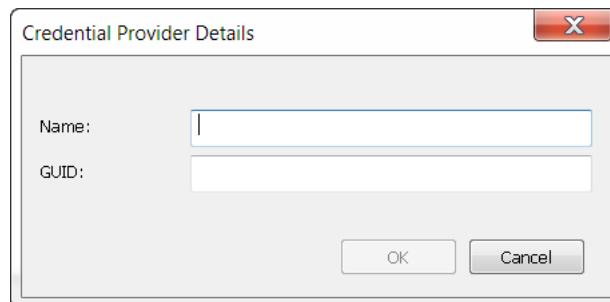 Credential Provider Details
Name:
GUID:
OK
Cancel